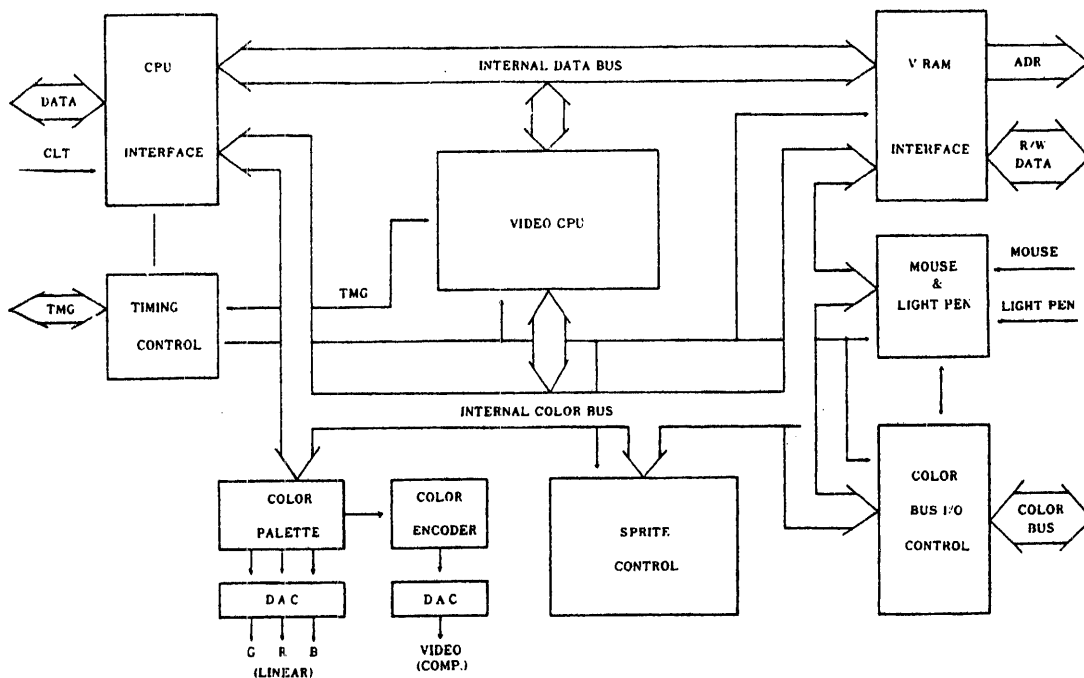 CPU
INTERFACE
DATA
CLT
INTERNAL DATA BUS
V RAM
INTERFACE
ADR
R/W
DATA
VIDEO CPU
TMG
TIMING
CONTROL
TMG
MOUSE
&
LIGHT PEN
MOUSE
LIGHT PEN
INTERNAL COLOR BUS
COLOR
PALETTE
COLOR
ENCODER
SPRITE
CONTROL
COLOR
BUS I/O
CONTROL
COLOR
BUS
DAC
DAC
G R B
(LINEAR)
VIDEO
(COMP.)